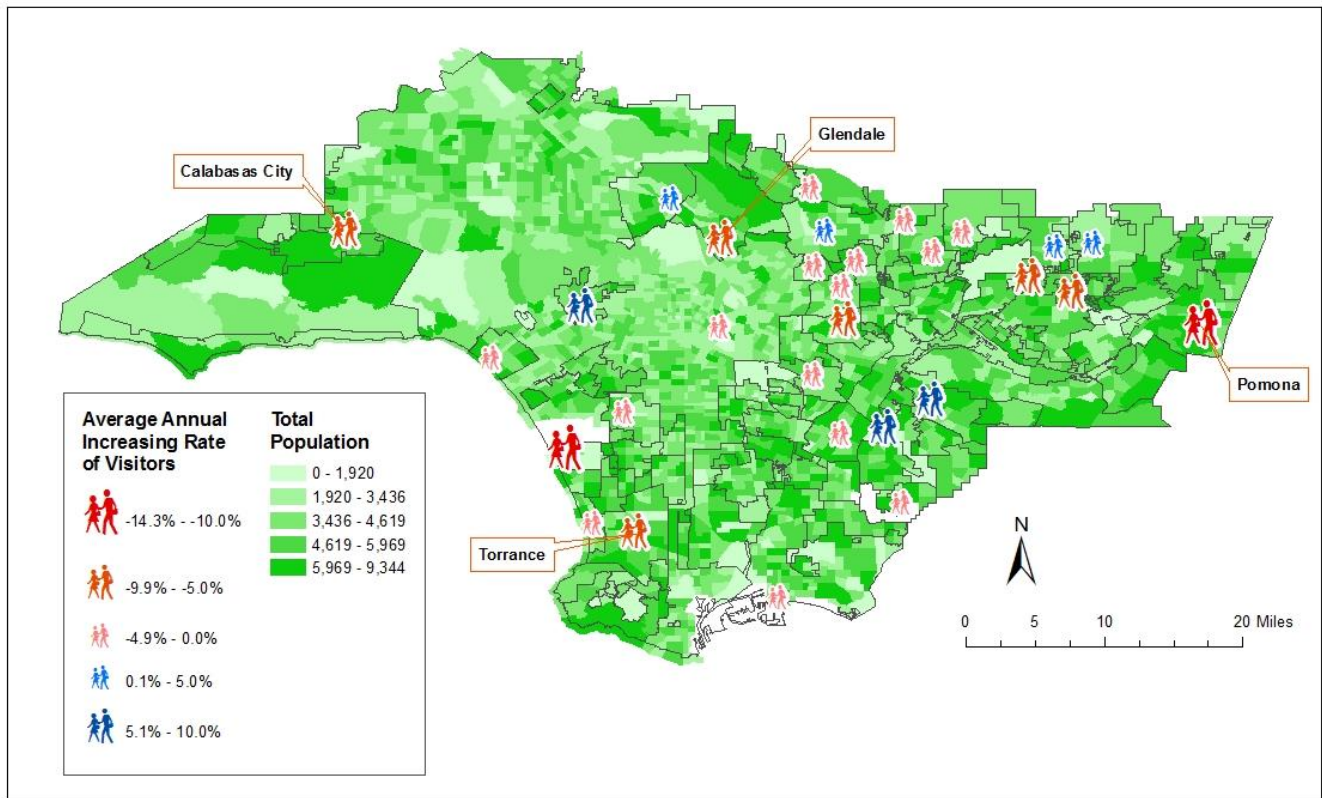 Glendale
Calabasas City
Pomona
Torrance
Average Annual
Increasing Rate
of Visitors
-14.3% - -10.0%
-9.9% - -5.0%
-4.9% - 0.0%
0.1% - 5.0%
5.1% - 10.0%
Total
Population
0 - 1,920
1,920 - 3,436
3,436 - 4,619
4,619 - 5,969
5,969 - 9,344
N
0 5 10 20 Miles